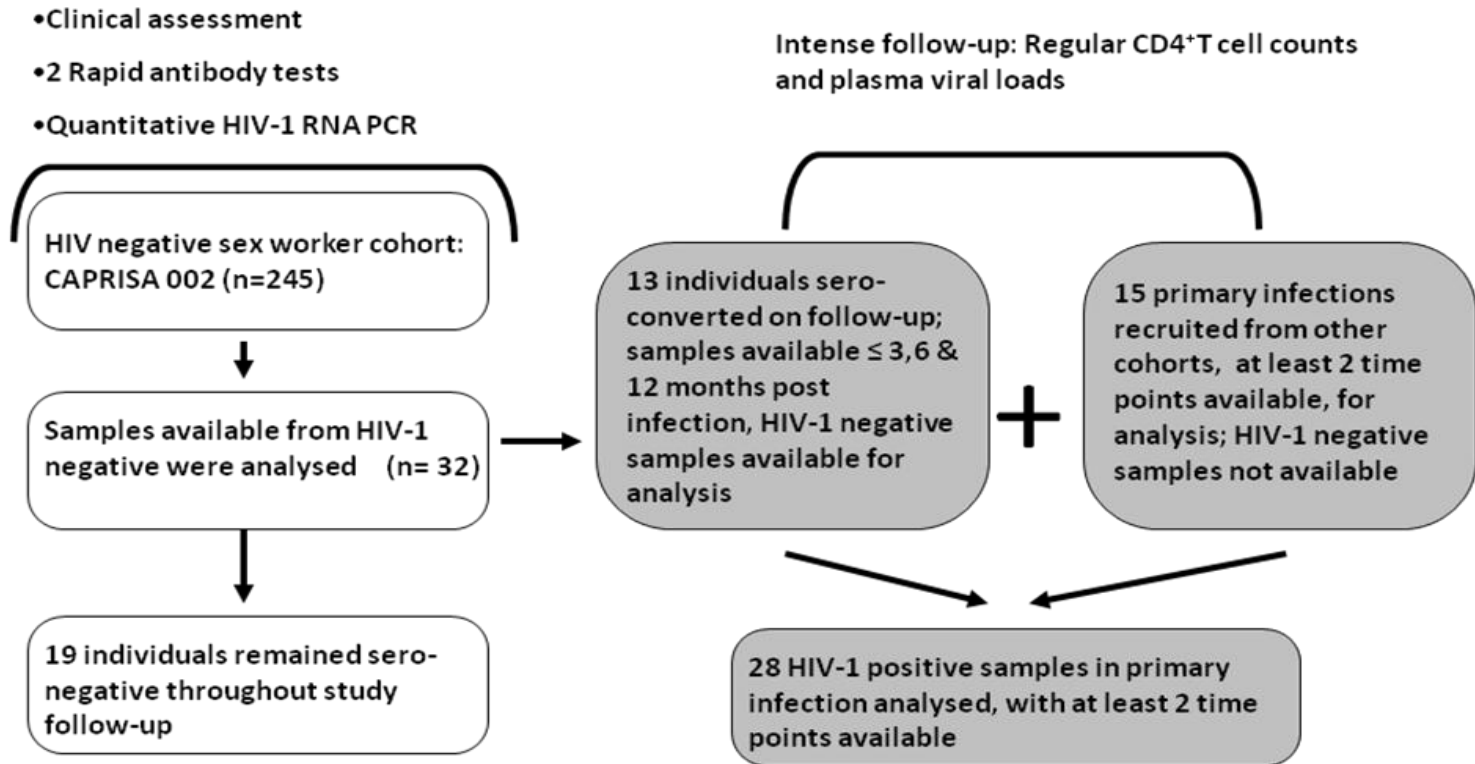 •Clinical assessment
•2 Rapid antibody tests
•Quantitative HIV-1 RNA PCR
Intense follow-up: Regular CD4⁺T cell counts
and plasma viral loads
HIV negative sex worker cohort:
CAPRISA 002 (n=245)
Samples available from HIV-1
negative were analysed (n= 32)
19 individuals remained sero-
negative throughout study
follow-up
13 individuals sero-
converted on follow-up;
samples available ≤ 3,6 &
12 months post
infection, HIV-1 negative
samples available for
analysis
+
15 primary infections
recruited from other
cohorts, at least 2 time
points available, for
analysis; HIV-1 negative
samples not available
28 HIV-1 positive samples in primary
infection analysed, with at least 2 time
points available